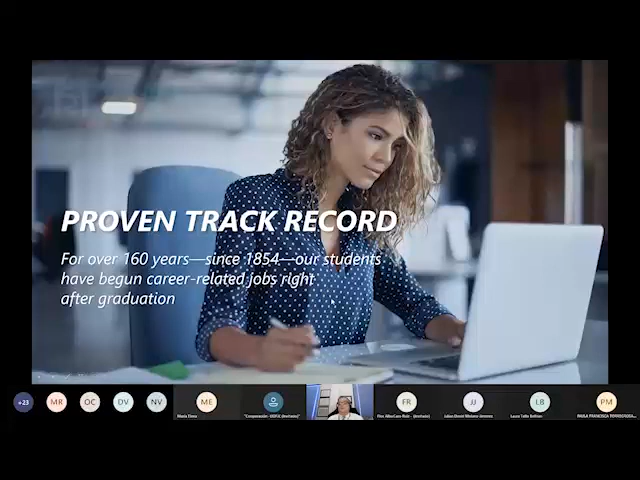 PROVEN TRACK RECORD
For over 160 years—since 1854—our students
have begun career-related jobs right
after graduation
+23
MR
OC
DV
NV
ME
FR
JJ
LB
PM